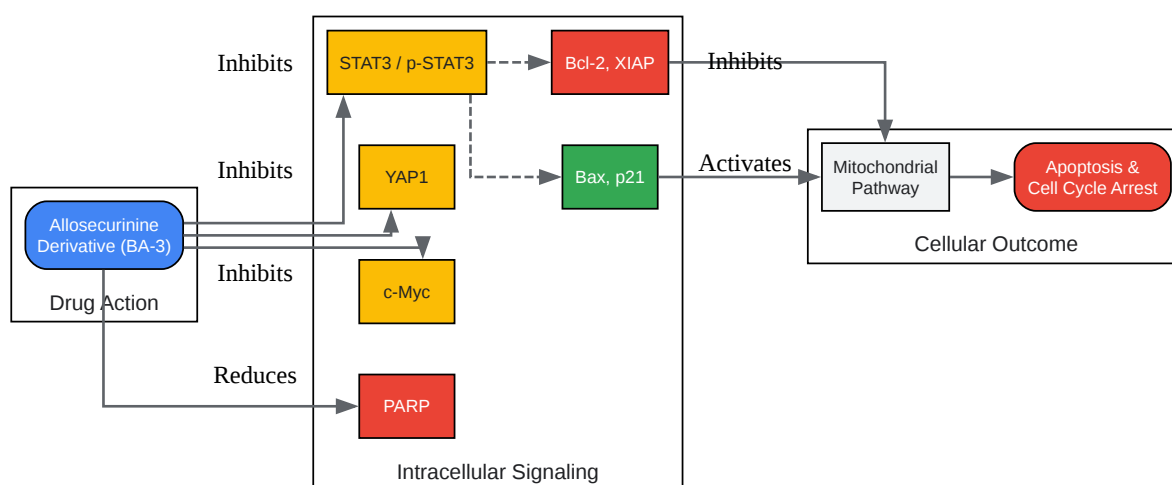 Inhibits
STAT3 / p-STAT3
Bcl-2, XIAP
Inhibits
Inhibits
YAP1
Bax, p21
Activates
Mitochondrial
Pathway
Apoptosis &
Cell Cycle Arrest
Cellular Outcome
Allosecurinine
Derivative (BA-3)
Drug Action
Inhibits
c-Myc
Reduces
PARP
Intracellular Signaling